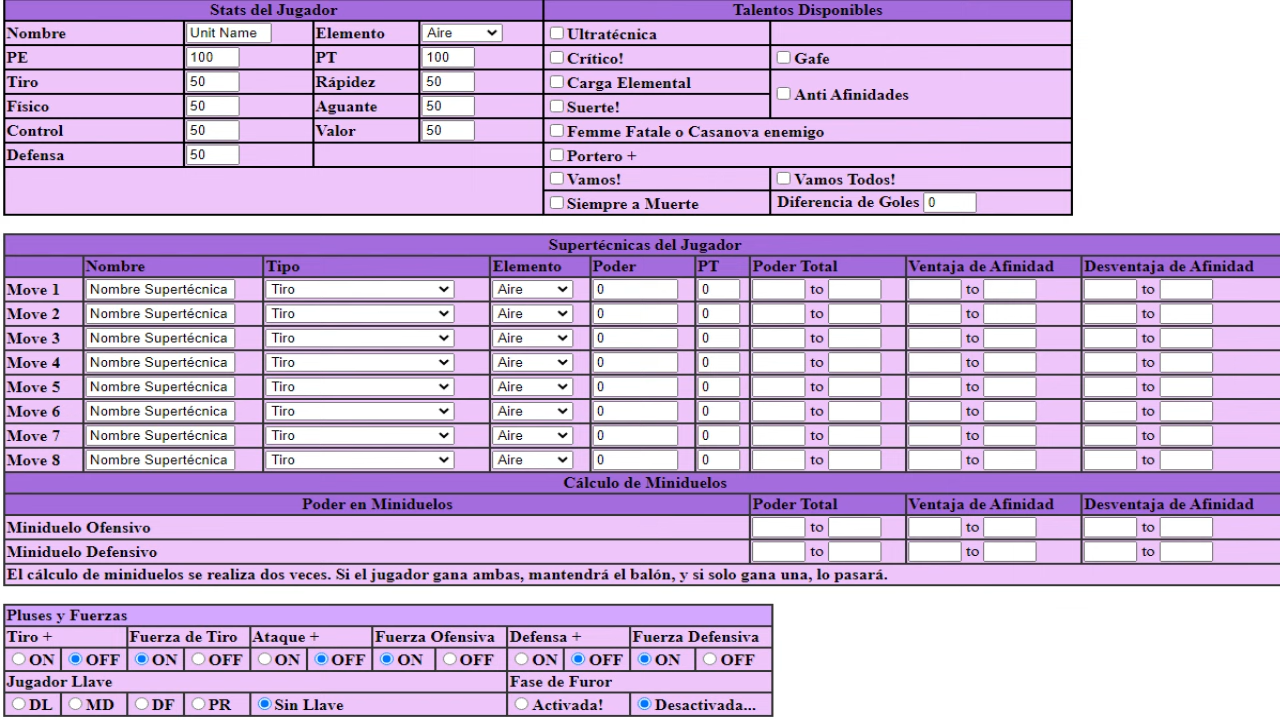 Stats del Jugador Talentos Disponibles
Nombre Unit Name Elemento Aire Ultratécnica
PE 100 PT 100 Crítico! Gafe
Tiro 50 Rápidez 50 Carga Elemental
Anti Afinidades
Físico 50 Aguante 50 Suerte!
Control 50 Valor 50 Femme Fatale o Casanova enemigo
Defensa 50 Portero +
Vamos! Vamos Todos!
Siempre a Muerte Diferencia de Goles 0
Supertécnicas del Jugador
Nombre Tipo Elemento Poder PT Poder Total Ventaja de Afinidad Desventaja de Afinidad
Move 1 Nombre Supertécnica Tiro Aire 0 0 to to to
Move 2 Nombre Supertécnica Tiro Aire 0 0 to to to
Move 3 Nombre Supertécnica Tiro Aire 0 0 to to to
Move 4 Nombre Supertécnica Tiro Aire 0 0 to to to
Move 5 Nombre Supertécnica Tiro Aire 0 0 to to to
Move 6 Nombre Supertécnica Tiro Aire 0 0 to to to
Move 7 Nombre Supertécnica Tiro Aire 0 0 to to to
Move 8 Nombre Supertécnica Tiro Aire 0 0 to to to
Cálculo de Miniduelos
Poder en Miniduelos Poder Total Ventaja de Afinidad Desventaja de Afinidad
Miniduelo Ofensivo to to to
Miniduelo Defensivo to to to
El cálculo de miniduelos se realiza dos veces. Si el jugador gana ambas, mantendrá el balón, y si solo gana una, lo pasará.
Pluses y Fuerzas
Tiro + Fuerza de Tiro Ataque + Fuerza Ofensiva Defensa + Fuerza Defensiva
ON OFF ON OFF ON OFF ON OFF ON OFF ON OFF
Jugador Llave Fase de Furor
DL MD DF PR Sin Llave Activada! Desactivada...